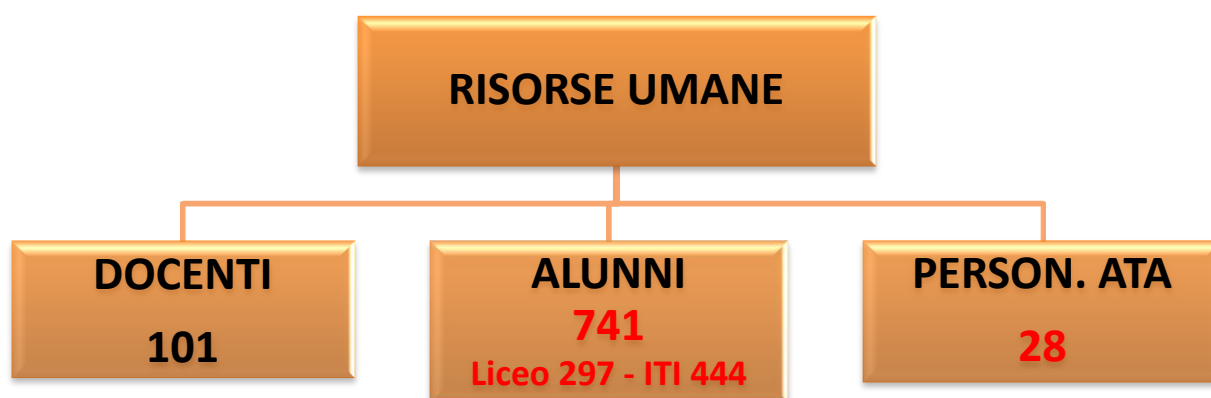 RISORSE UMANE
DOCENTI
101
ALUNNI
741
Liceo 297 - ITI 444
PERSON. ATA
28